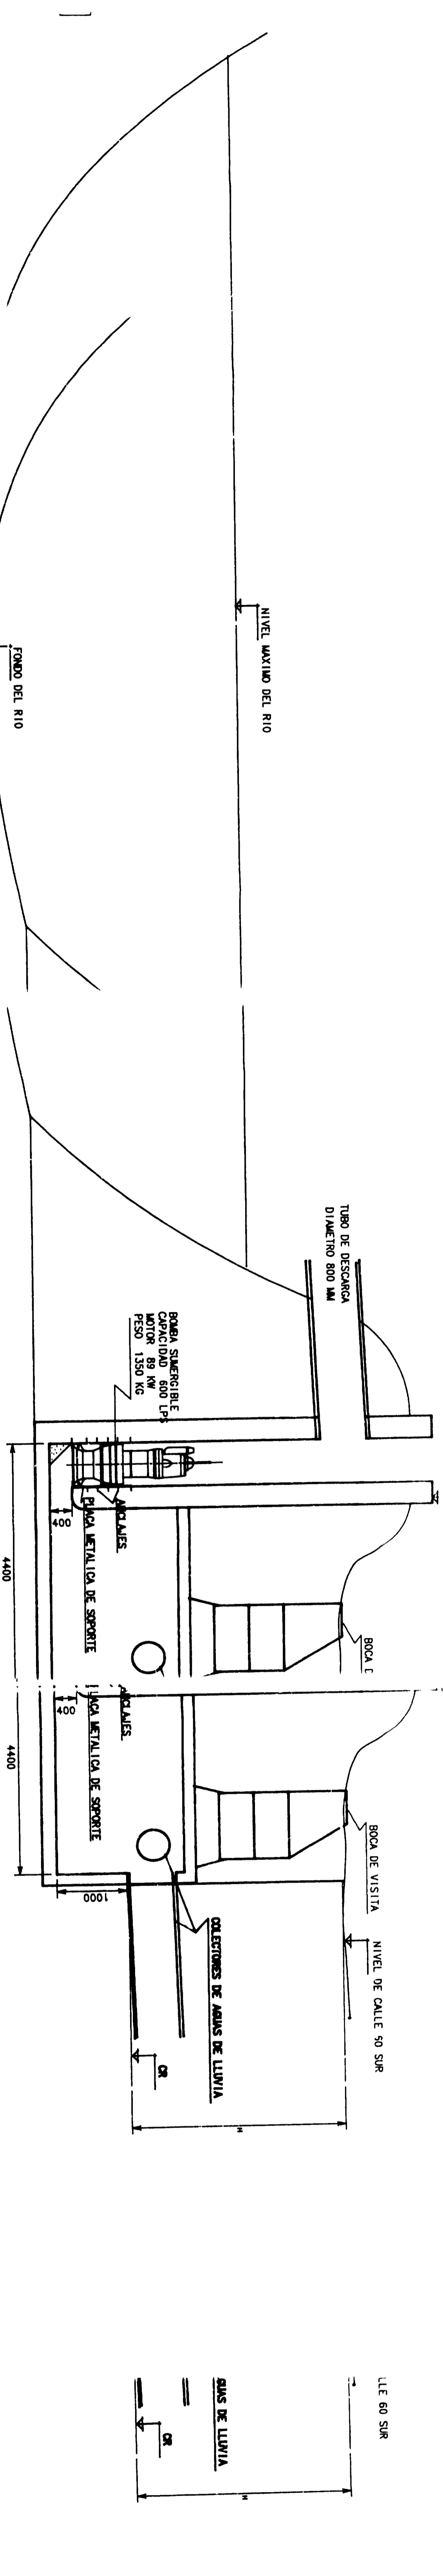 NIVEL MAXIMO DEL RIO
FONDO DEL RIO
TUBO DE DESCARGA
DIAMETRO 800 MM
BOMBA SUMERGIBLE
CAPACIDAD 600 LPS
MOTOR 89 KW
PESO 1350 KG
ANCLAJES
PLACA METALICA DE SOPORTE
400
4400
BOCA D
ANCLAJES
LACA METALICA DE SOPORTE
400
4400
1000
BOCA DE VISITA
NIVEL DE CALLE 60 SUR
COLECTORES DE AGUAS DE LLUVIA
CR
H
LLE 60 SUR
GUAS DE LLUVIA
CR
H